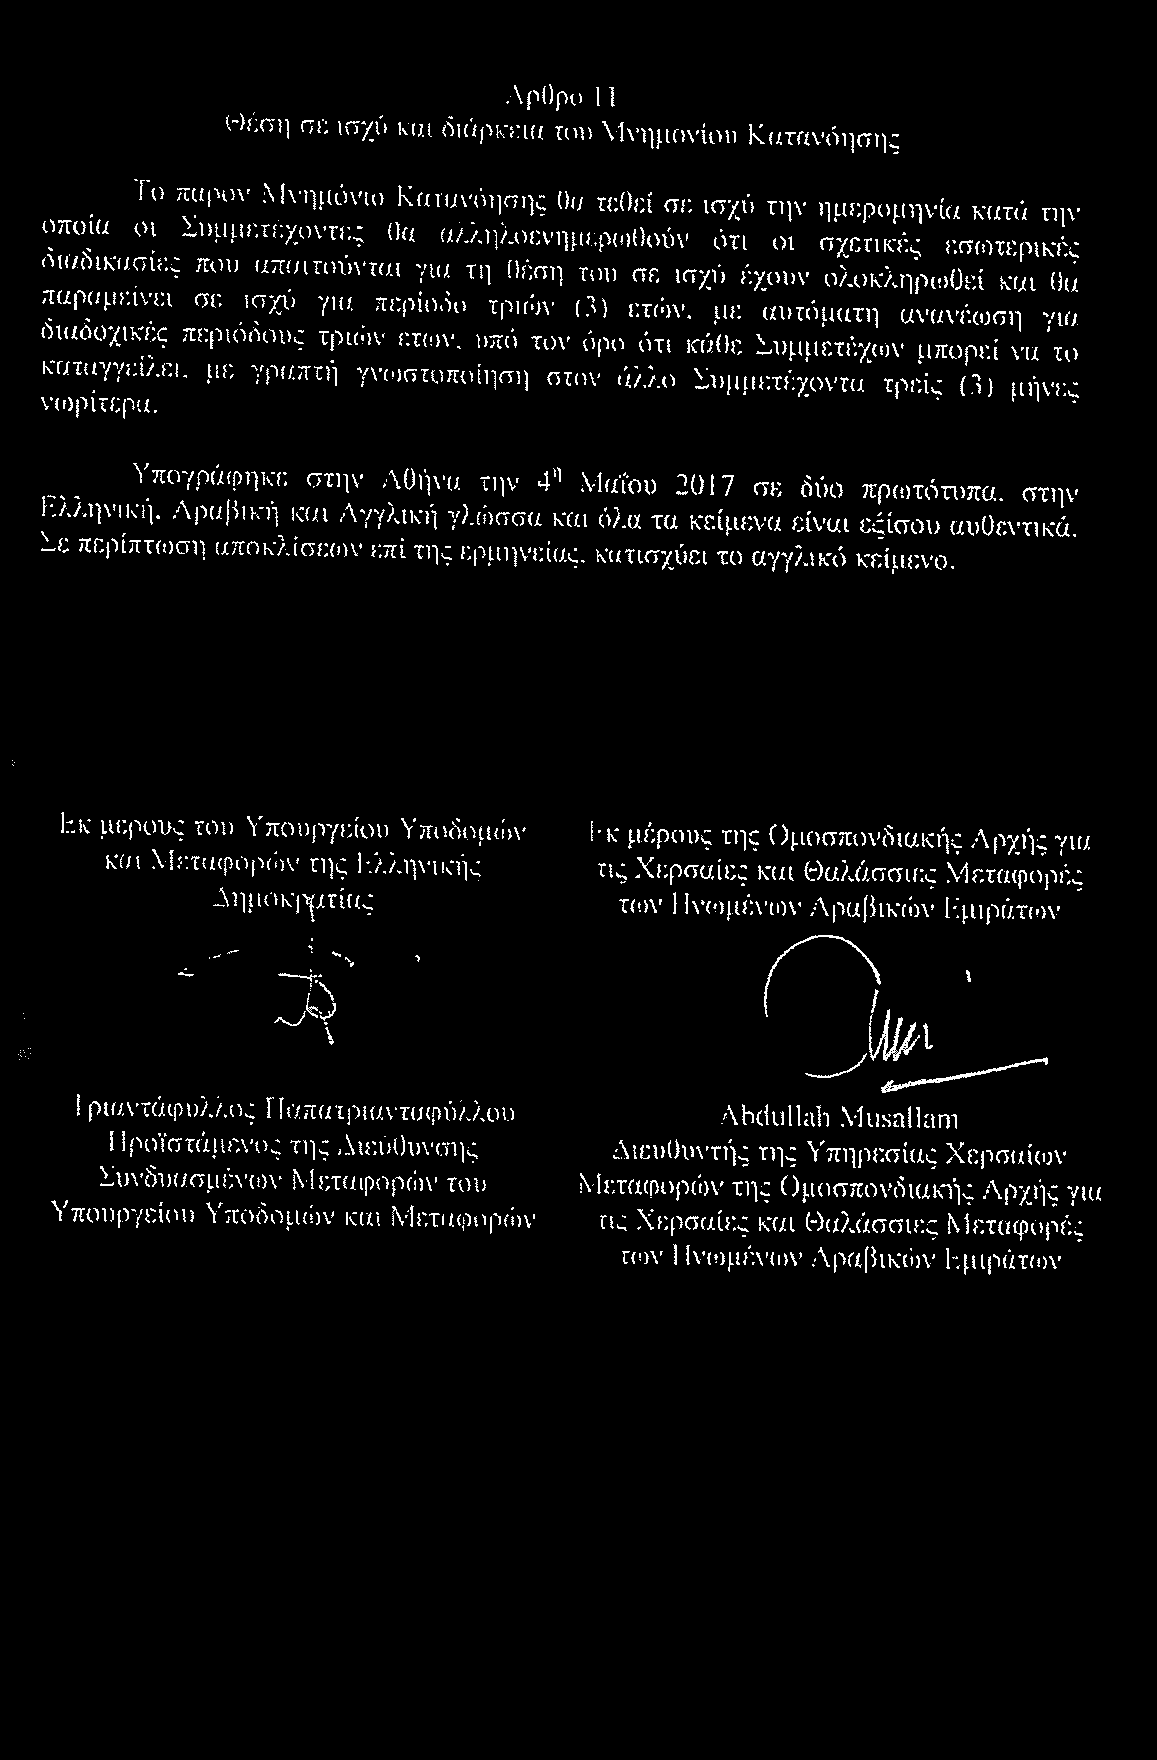 Άρθρο 11
Θέση σε ισχύ και διάρκεια του Μνημονίου Κατανόησης
Το παρον Μνημόνιο Κατανόησης θα τεθεί σε ισχύ την ημερομηνία κατά την
οποία οι Συμμετέχοντες θα αλληλοενημερωθούν ότι οι σχετικές εσωτερικές
διαδικασίες που απαιτούνται για τη θέση του σε ισχύ έχουν ολοκληρωθεί και θα
παραμείνει σε ισχύ για περίοδο τριών (3) ετών, με αυτόματη ανανέωση για
διαδοχικές περιόδους τριών ετων, υπό τον όρο ότι κάθε Συμμετέχων μπορεί να το
καταγγείλει, με γραπτή γνωστοποίηση στον άλλο Συμμετέχοντα τρείς (3) μήνες
νωρίτερα.
Υπογράφηκε στην Αθήνα την 4η Μαΐου 2017 σε δύο πρωτότυπα, στην
Ελληνική, Αραβική και Αγγλική γλώσσα και όλα τα κείμενα είναι εξίσου αυθεντικά.
Σε περίπτωση αποκλίσεων επί της ερμηνείας, κατισχύει το αγγλικό κείμενο.
Εκ μερους του Υπουργείου Υποδομών
και Μεταφορών της Ελληνικής
Δημοκρατίας
Εκ μέρους της Ομοσπονδιακής Αρχής για
τις Χερσαίες και Θαλάσσιες Μεταφορές
των Ηνωμένων Αραβικών Εμιράτων
Τριαντάφυλλος Παπατριανταφύλλου
Προϊστάμενος της Διεύθυνσης
Συνδυασμένων Μεταφορών του
Υπουργείου Υποδομών και Μεταφορών
Abdullah Musallam
Διευθυντής της Υπηρεσίας Χερσαίων
Μεταφορών της Ομοσπονδιακής Αρχής για
τις Χερσαίες και Θαλάσσιες Μεταφορές
των Ηνωμένων Αραβικών Εμιράτων